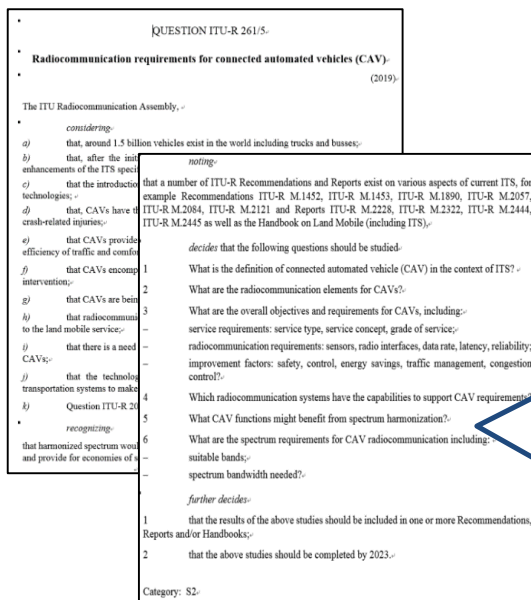 QUESTION ITU-R 261/5
Radiocommunication requirements for connected automated vehicles (CAV)
(2019)
The ITU Radiocommunication Assembly,
considering
a) that, around 1.5 billion vehicles exist in the world including trucks and busses;
b) that, after the
enhancements of the ITS
c) that the
technologies;
d) that, CAVs have
crash-related injuries;
e) that CAVs provide
efficiency of traffic and
f) that CAVs
intervention;
g) that CAVs are
h) that
to the land mobile service;
i) that there is a need
CAVs;
j) that the
transportation systems to make
k) Question ITU-R
recognizing
that harmonized spectrum
and provide for economies of
noting
that a number of ITU-R Recommendations and Reports exist on various aspects of current ITS, for
example Recommendations ITU-R M.1452, ITU-R M.1453, ITU-R M.1890, ITU-R M.2057,
ITU-R M.2084, ITU-R M.2121 and Reports ITU-R M.2228, ITU-R M.2322, ITU-R M.2444,
ITU-R M.2445 as well as the Handbook on Land Mobile (including ITS),
decides that the following questions should be studied
1 What is the definition of connected automated vehicle (CAV) in the context of ITS?
2 What are the radiocommunication elements for CAVs?
3 What are the overall objectives and requirements for CAVs, including:
– service requirements: service type, service concept, grade of service;
– radiocommunication requirements: sensors, radio interfaces, data rate, latency, reliability;
– improvement factors: safety, control, energy savings, traffic management, congestion
control?
4 Which radiocommunication systems have the capabilities to support CAV requirements?
5 What CAV functions might benefit from spectrum harmonization?
6 What are the spectrum requirements for CAV radiocommunication including:
– suitable bands;
– spectrum bandwidth needed?
further decides
1 that the results of the above studies should be included in one or more Recommendations,
Reports and/or Handbooks;
2 that the above studies should be completed by 2023.
Category: S2